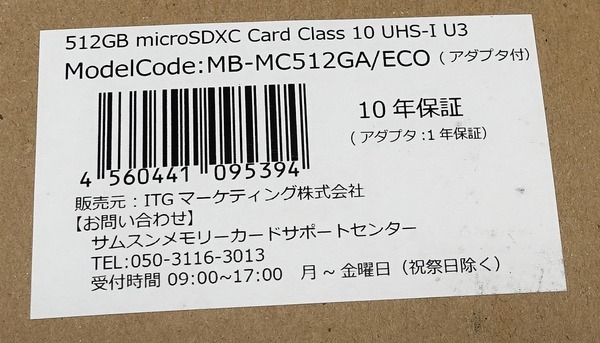 512GB microSDXC Card Class 10 UHS-I U3
ModelCode:MB-MC512GA/ECO (アダプタ付)
10年保証
(アダプタ:1年保証)
4 560441 095394
販売元:ITGマーケティング株式会社
【お問い合わせ】
サムスンメモリーカードサポートセンター
TEL:050-3116-3013
受付時間 09:00~17:00 月~金曜日(祝祭日除く)